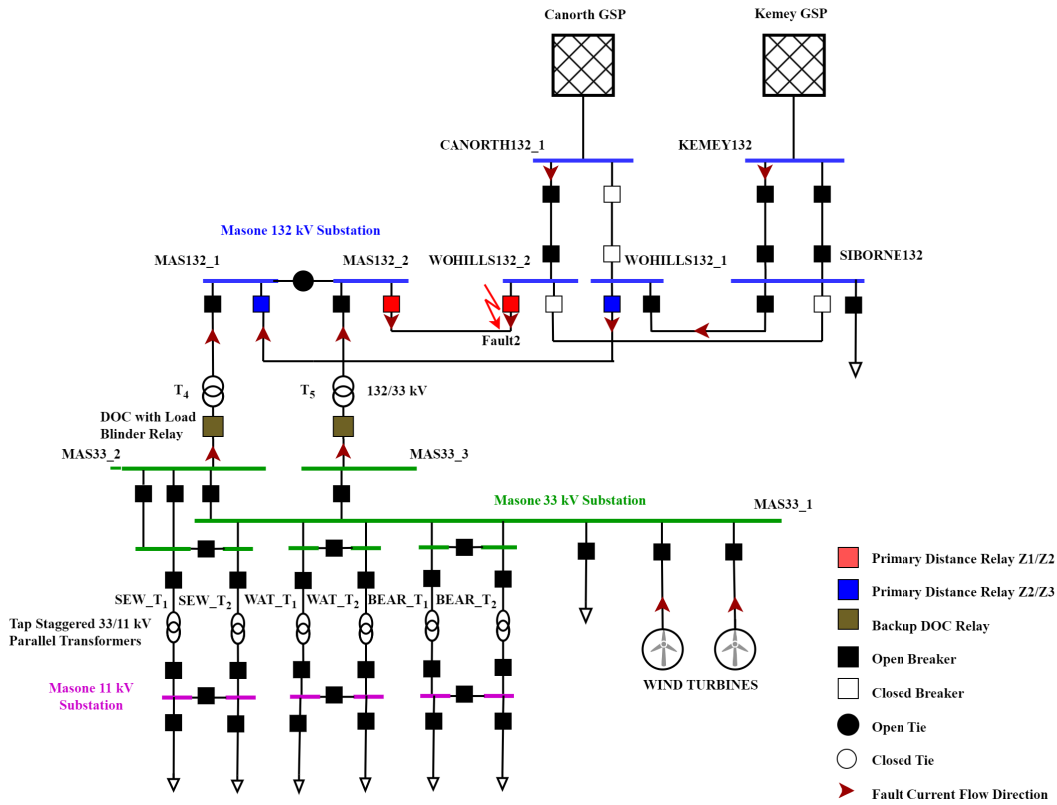 Canorth GSP
Kemey GSP
CANORTH132_1
KEMEY132
Masone 132 kV Substation
MAS132_1
MAS132_2
WOHILLS132_2
WOHILLS132_1
SIBORNE132
Fault2
T4
T5
132/33 kV
DOC with Load
Blinder Relay
MAS33_2
MAS33_3
Masone 33 kV Substation
MAS33_1
SEW_T1
SEW_T2
WAT_T1
WAT_T2
BEAR_T1
BEAR_T2
Tap Staggered 33/11 kV
Parallel Transformers
Masone 11 kV
Substation
WIND TURBINES
Primary Distance Relay Z1/Z2
Primary Distance Relay Z2/Z3
Backup DOC Relay
Open Breaker
Closed Breaker
Open Tie
Closed Tie
Fault Current Flow Direction